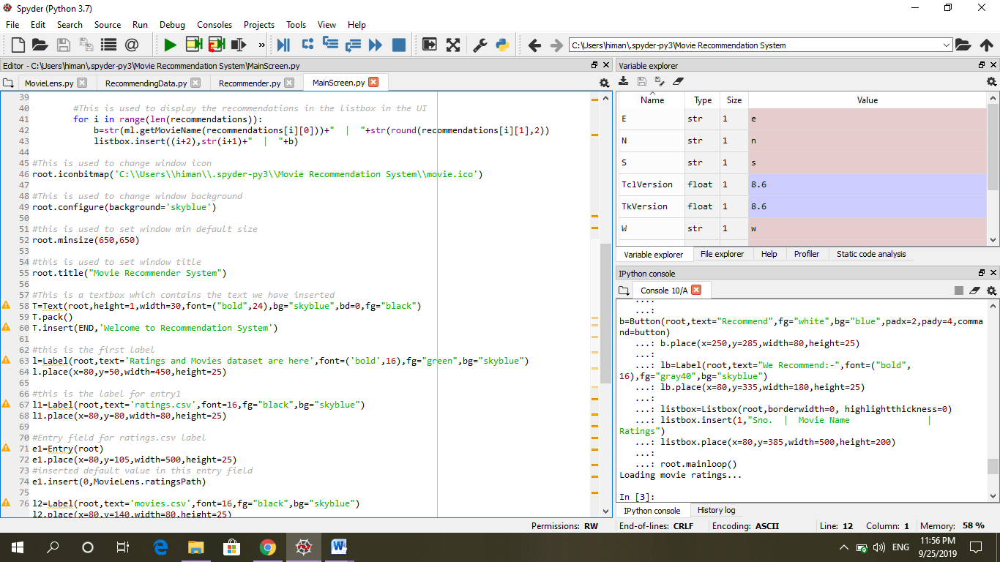 Spyder (Python 3.7)
File Edit Search Source Run Debug Consoles Projects Tools View Help
C:\Users\himan\.spyder-py3\Movie Recommendation System
Editor - C:\Users\himan\.spyder-py3\Movie Recommendation System\MainScreen.py
MovieLens.py RecommendingData.py Recommender.py MainScreen.py
39
40 #This is used to display the recommendations in the listbox in the UI
41 for i in range(len(recommendations)):
42 b=str(ml.getMovieName(recommendations[i][0]))+" | "+str(round(recommendations[i][1],2))
43 listbox.insert((i+2),str(i+1)+" | "+b)
44
45 #This is used to change window icon
46 root.iconbitmap('C:\\Users\\himan\\.spyder-py3\\Movie Recommendation System\\movie.ico')
47
48 #This is used to change window background
49 root.configure(background='skyblue')
50
51 #this is used to set window min default size
52 root.minsize(650,650)
53
54 #this is used to set window title
55 root.title("Movie Recommender System")
56
57 #This is a textbox which contains the text we have inserted
58 T=Text(root,height=1,width=30,font=("bold",24),bg="skyblue",bd=0,fg="black")
59 T.pack()
60 T.insert(END,'Welcome to Recommendation System')
61
62 #this is the first label
63 l=Label(root,text='Ratings and Movies dataset are here',font=('bold',16),fg="green",bg="skyblue")
64 l.place(x=80,y=50,width=450,height=25)
65
66 #this is the label for entry1
67 l1=Label(root,text='ratings.csv',font=16,fg="black",bg="skyblue")
68 l1.place(x=80,y=80,width=80,height=25)
69
70 #Entry field for ratings.csv label
71 e1=Entry(root)
72 e1.place(x=80,y=105,width=500,height=25)
73 #inserted default value in this entry field
74 e1.insert(0,MovieLens.ratingsPath)
75
76 l2=Label(root,text='movies.csv',font=16,fg="black",bg="skyblue")
l2.place(x=80,y=140,width=80,height=25)
Variable explorer
Name Type Size Value
E str 1 e
N str 1 n
S str 1 s
TclVersion float 1 8.6
TkVersion float 1 8.6
W str 1 w
Variable explorer File explorer Help Profiler Static code analysis
IPython console
Console 10/A
...:
...:
b=Button(root,text="Recommend",fg="white",bg="blue",padx=2,pady=4,comma
nd=button)
...: b.place(x=250,y=285,width=80,height=25)
...:
...: lb=Label(root,text="We Recommend:-",font=("bold",
16),fg="gray40",bg="skyblue")
...: lb.place(x=80,y=335,width=180,height=25)
...:
...: listbox=Listbox(root,borderwidth=0, highlightthickness=0)
...: listbox.insert(1,"Sno. | Movie Name |
Ratings")
...: listbox.place(x=80,y=385,width=500,height=200)
...:
...: root.mainloop()
Loading movie ratings...
In [3]:
IPython console History log
Permissions: RW End-of-lines: CRLF Encoding: ASCII Line: 12 Column: 1 Memory: 58 %
ENG
11:56 PM
9/25/2019